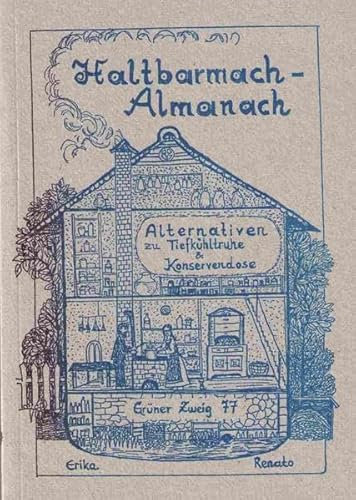 Haltbarmach-
Almanach
Alternativen
zu Tiefkühltruhe
&
Konservendose
Grüner Zweig 77
Erika
Renato